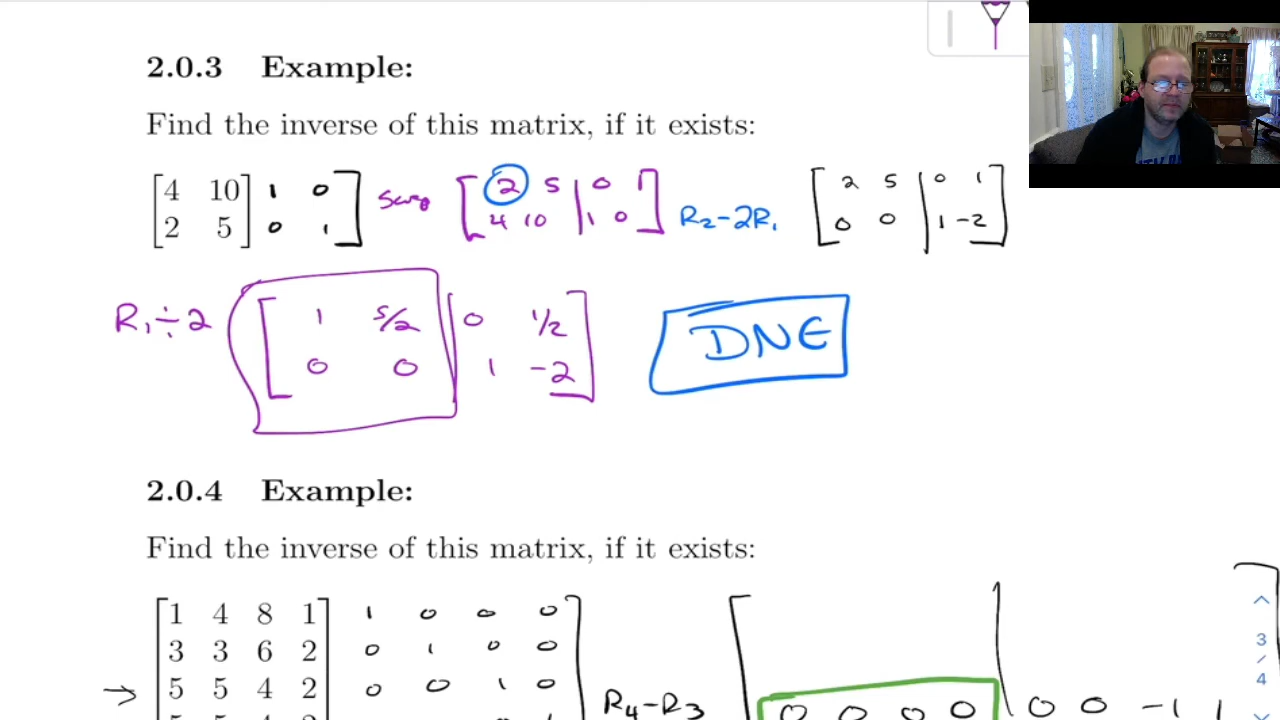 2.0.3 Example:
Find the inverse of this matrix, if it exists:
4 10 1 0
2 5 0 1
Swap
2 5 | 0 1
4 10 | 1 0
R2-2R1
2 5 | 0 1
0 0 | 1 -2
R1÷2
1 5/2 | 0 1/2
0 0 | 1 -2
DNE
2.0.4 Example:
Find the inverse of this matrix, if it exists:
1 4 8 1 1 0 0 0
3 3 6 2 0 1 0 0
→ 5 5 4 2 0 0 1 0
R4-R3
0 0 0 0 | 0 0 -1 1
3
/
4